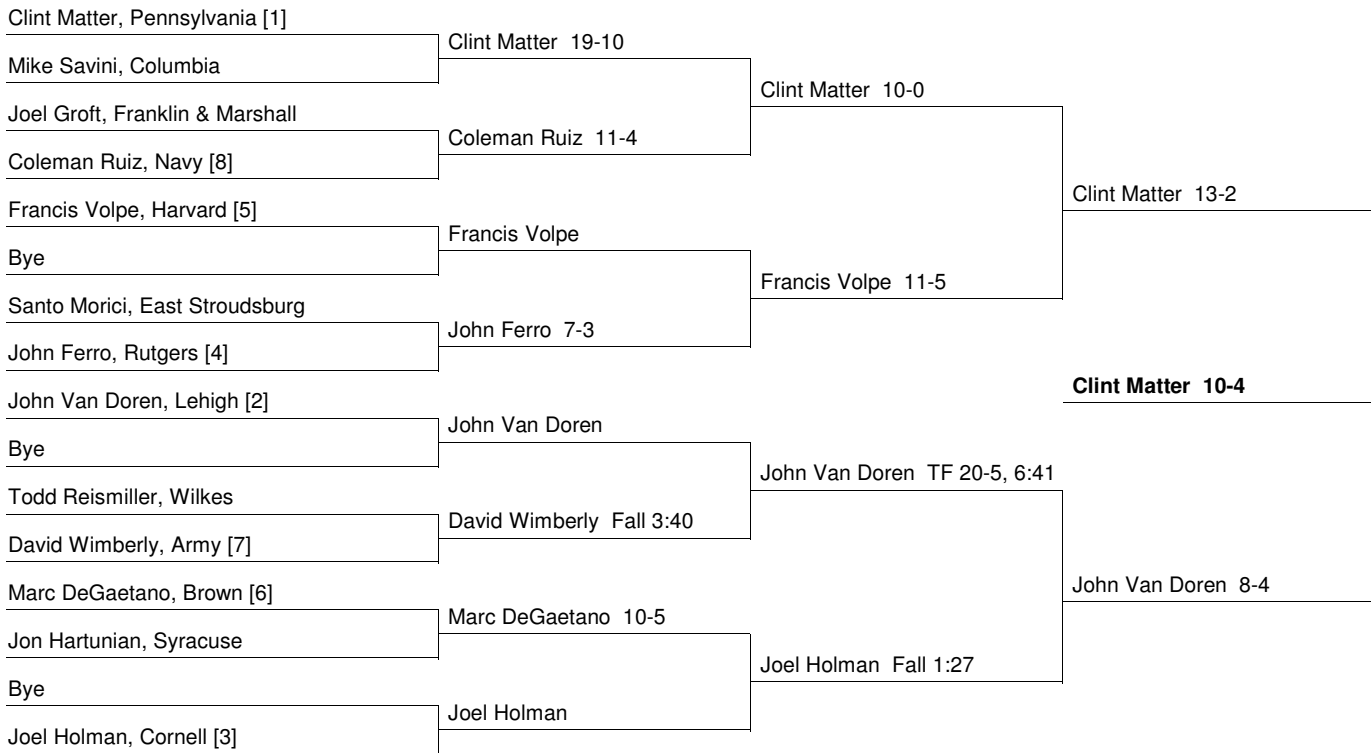 Clint Matter, Pennsylvania [1]
Mike Savini, Columbia
Joel Groft, Franklin & Marshall
Coleman Ruiz, Navy [8]
Francis Volpe, Harvard [5]
Bye
Santo Morici, East Stroudsburg
John Ferro, Rutgers [4]
John Van Doren, Lehigh [2]
Bye
Todd Reismiller, Wilkes
David Wimberly, Army [7]
Marc DeGaetano, Brown [6]
Jon Hartunian, Syracuse
Bye
Joel Holman, Cornell [3]
Clint Matter 19-10
Coleman Ruiz 11-4
Francis Volpe
John Ferro 7-3
John Van Doren
David Wimberly Fall 3:40
Marc DeGaetano 10-5
Joel Holman
Clint Matter 10-0
Francis Volpe 11-5
John Van Doren TF 20-5, 6:41
Joel Holman Fall 1:27
Clint Matter 13-2
John Van Doren 8-4
Clint Matter 10-4